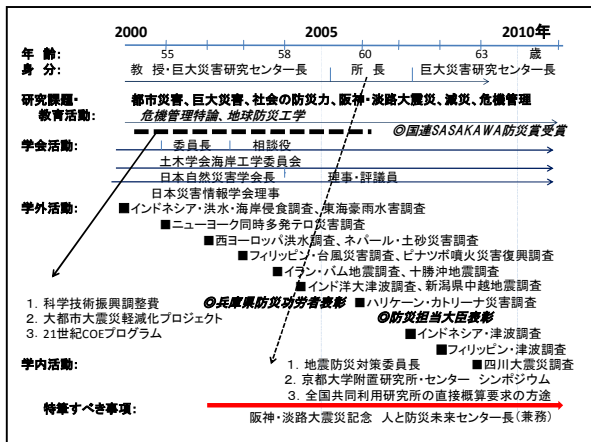 2000 2005 2010年
年 齢: 55 58 60 63 歳
身 分: 教 授・巨大災害研究センター長 所 長 巨大災害研究センター長
研究課題・ 都市災害、巨大災害、社会の防災力、阪神・淡路大震災、減災、危機管理
教育活動: 危機管理特論、地球防災工学
◎国連SASAKAWA防災賞受賞
学会活動: 委員長 相談役
土木学会海岸工学委員会
日本自然災害学会長 理事・評議員
日本災害情報学会理事
学外活動: ■インドネシア・洪水・海岸侵食調査、東海豪雨水害調査
■ニューヨーク同時多発テロ災害調査
■西ヨーロッパ洪水調査、ネパール・土砂災害調査
■フィリッピン・台風災害調査、ピナツボ噴火災害復興調査
■イラン・バム地震調査、十勝沖地震調査
■インド洋大津波調査、新潟県中越地震調査
1. 科学技術振興調整費 ◎兵庫県防災功労者表彰 ■ハリケーン・カトリーナ災害調査
2. 大都市大震災軽減化プロジェクト ◎防災担当大臣表彰
3. 21世紀COEプログラム ■インドネシア・津波調査
■フィリッピン・津波調査
学内活動: 1. 地震防災対策委員長 ■四川大震災調査
2. 京都大学附置研究所・センター シンポジウム
3. 全国共同利用研究所の直接概算要求の方途
特筆すべき事項:
阪神・淡路大震災記念 人と防災未来センター長(兼務)